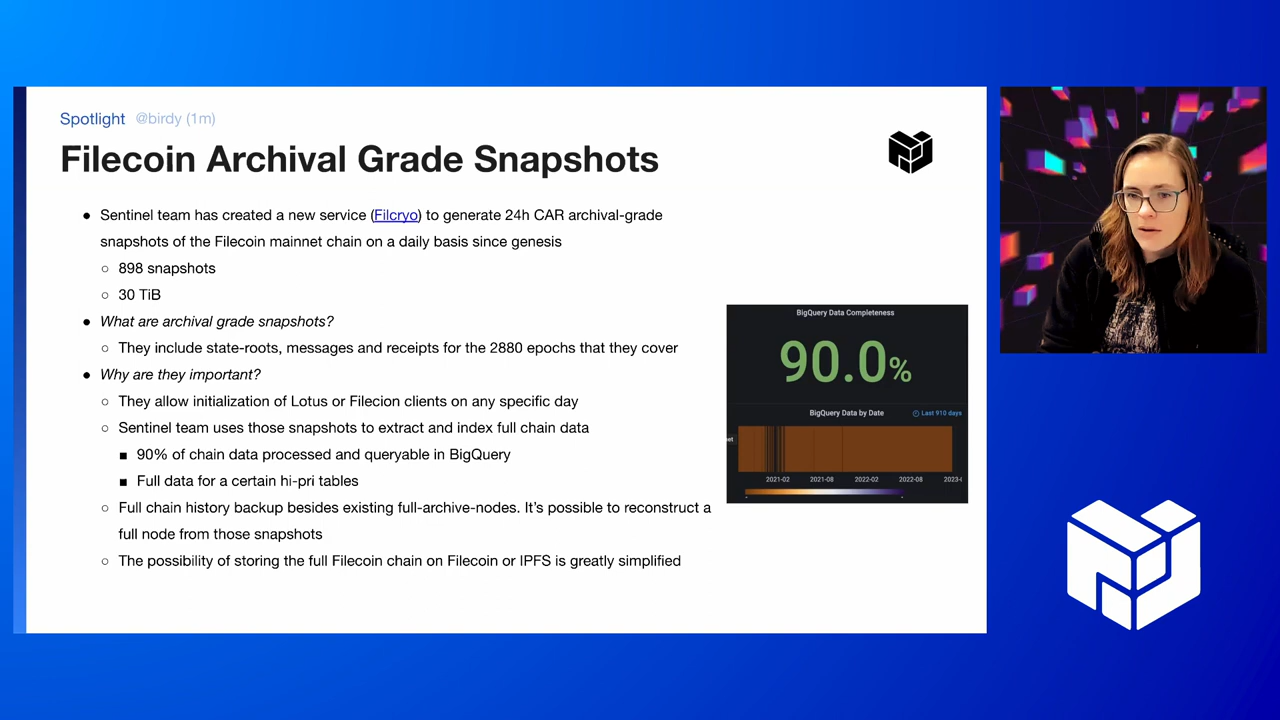 Spotlight @birdy (1m)
Filecoin Archival Grade Snapshots
● Sentinel team has created a new service (Filcryo) to generate 24h CAR archival-grade
snapshots of the Filecoin mainnet chain on a daily basis since genesis
○ 898 snapshots
○ 30 TiB
● What are archival grade snapshots?
○ They include state-roots, messages and receipts for the 2880 epochs that they cover
● Why are they important?
○ They allow initialization of Lotus or Filecion clients on any specific day
○ Sentinel team uses those snapshots to extract and index full chain data
■ 90% of chain data processed and queryable in BigQuery
■ Full data for a certain hi-pri tables
○ Full chain history backup besides existing full-archive-nodes. It's possible to reconstruct a
full node from those snapshots
○ The possibility of storing the full Filecoin chain on Filecoin or IPFS is greatly simplified
BigQuery Data Completeness
90.0%
BigQuery Data by Date Last 910 days
et
2021-02 2021-08 2022-02 2022-08 2023-